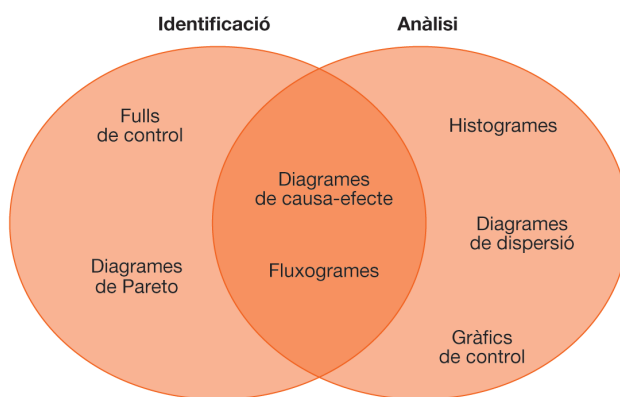 Identificació
Anàlisi
Fulls
de control
Histogrames
Diagrames
de causa-efecte
Diagrames
de dispersió
Diagrames
de Pareto
Fluxogrames
Gràfics
de control